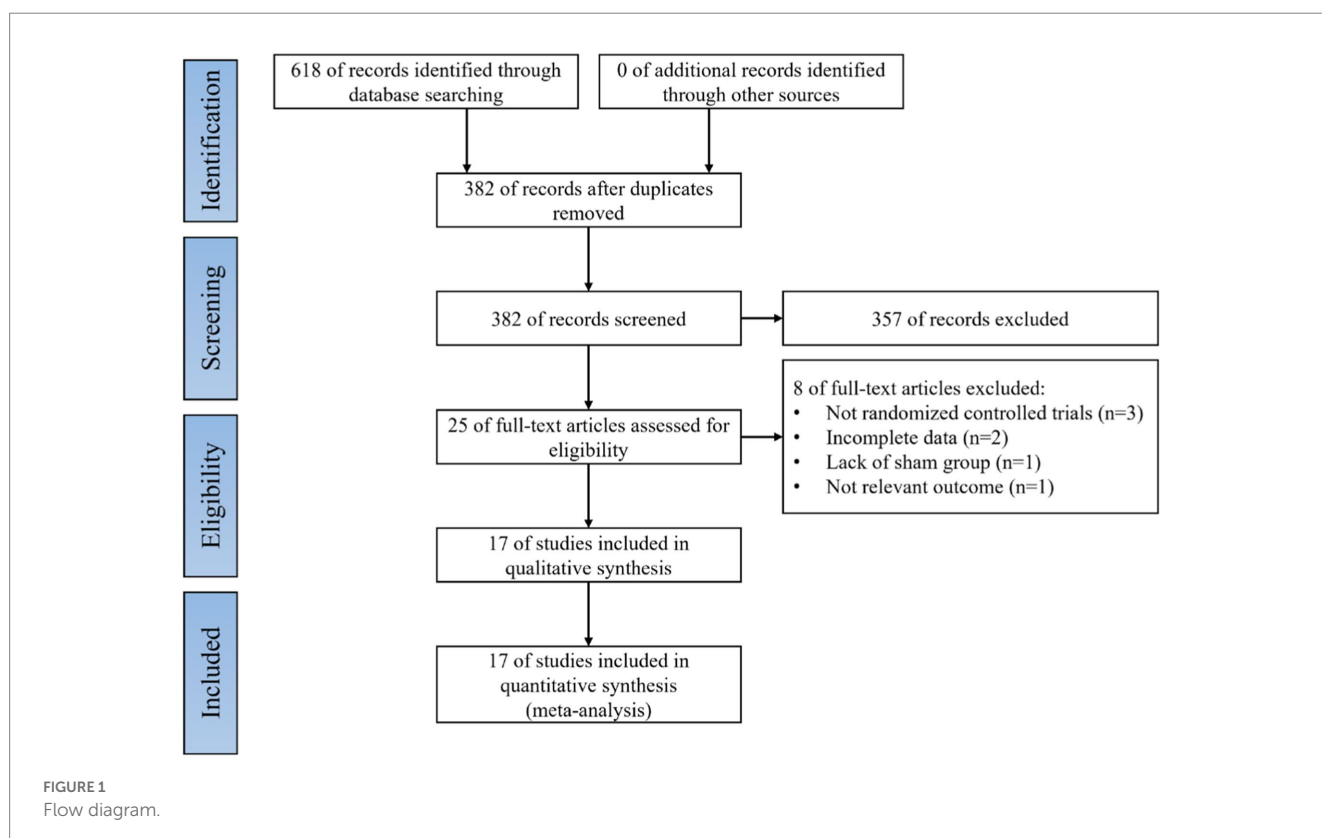 Identification
618 of records identified through
database searching
0 of additional records identified
through other sources
382 of records after duplicates
removed
Screening
382 of records screened
357 of records excluded
Eligibility
25 of full-text articles assessed for
eligibility
8 of full-text articles excluded:
• Not randomized controlled trials (n=3)
• Incomplete data (n=2)
• Lack of sham group (n=1)
• Not relevant outcome (n=1)
17 of studies included in
qualitative synthesis
Included
17 of studies included in
quantitative synthesis
(meta-analysis)
FIGURE 1
Flow diagram.